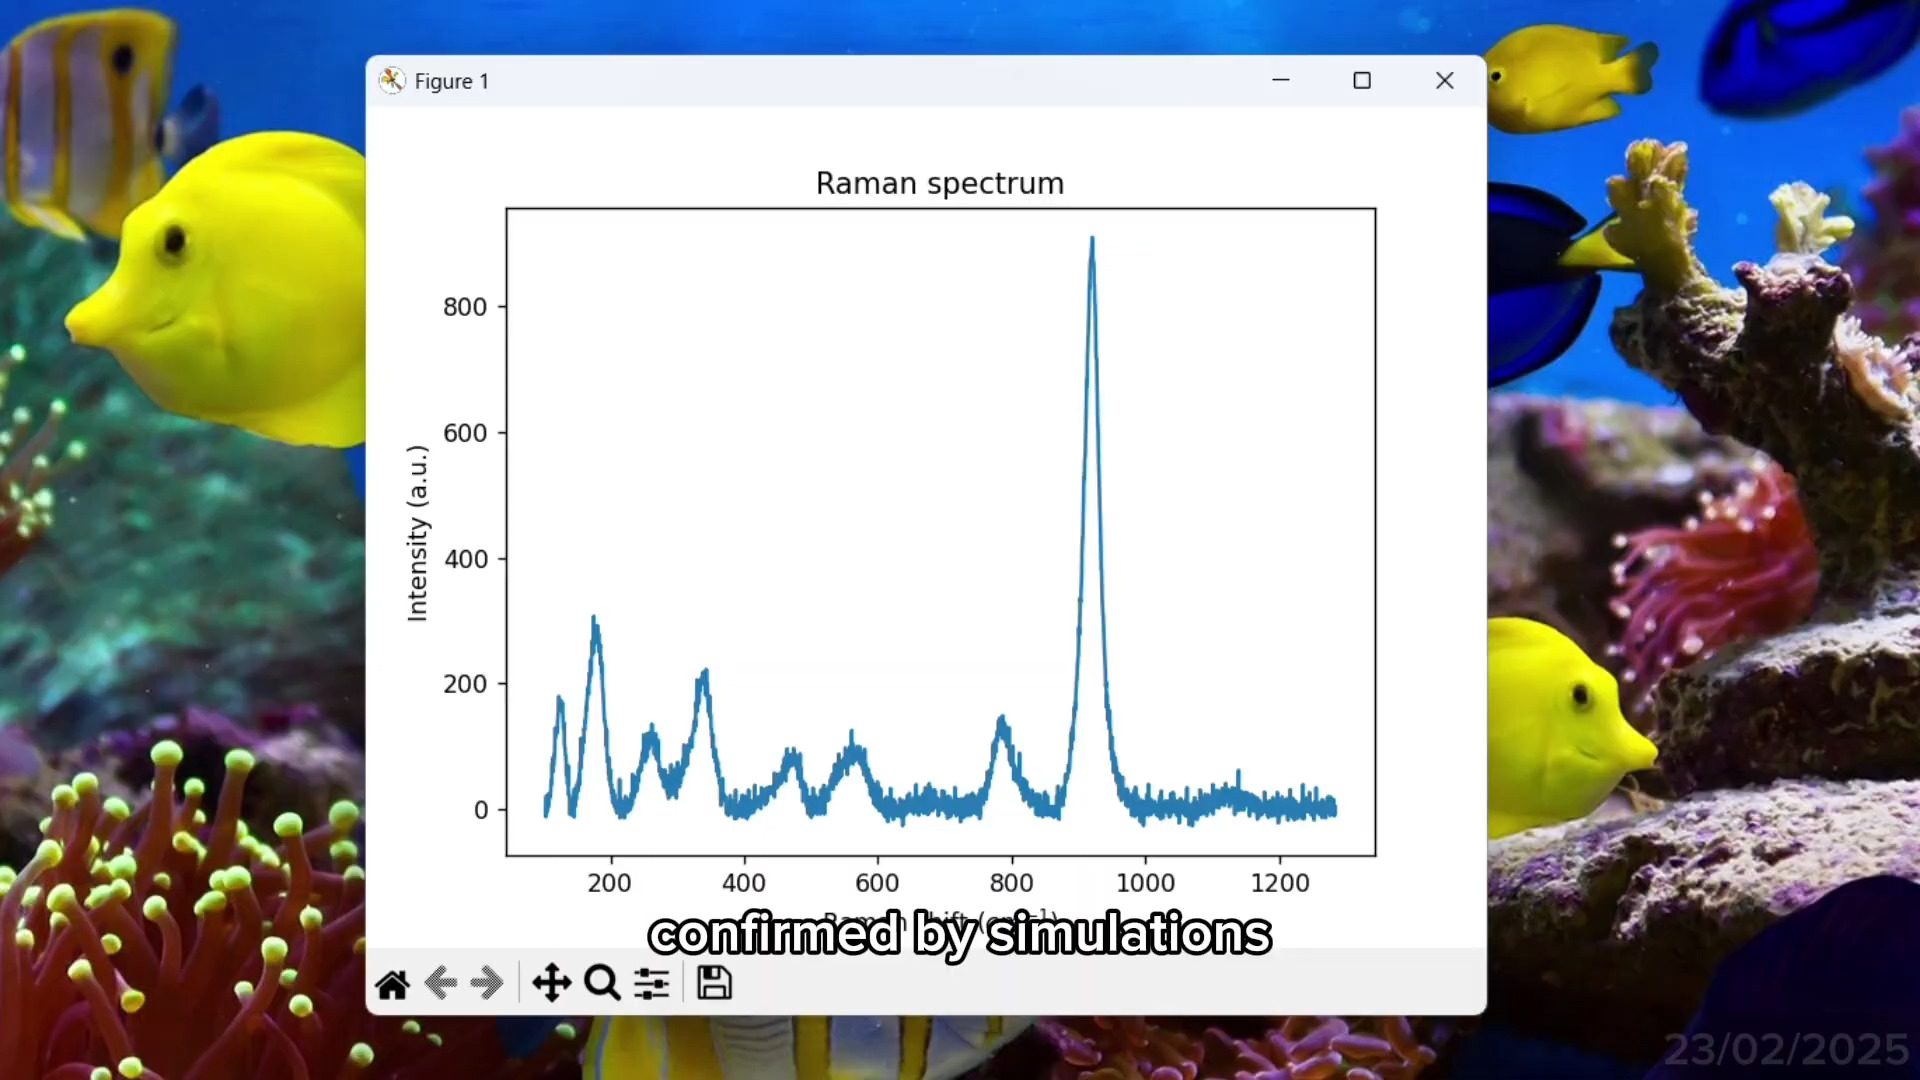 Figure 1
Raman spectrum
800
600
400
200
0
Intensity (a.u.)
200 400 600 800 1000 1200
confirmed by simulations
23/02/2025